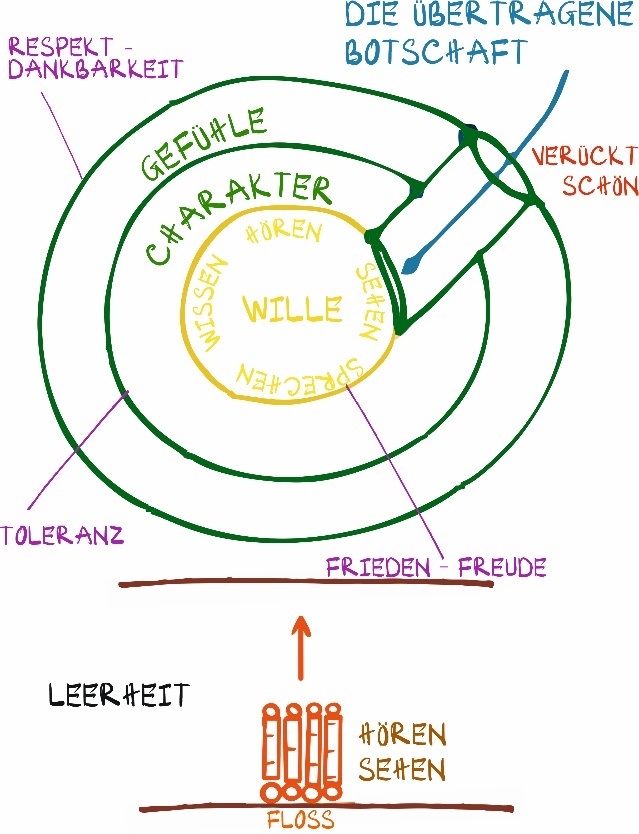 DIE ÜBERTRAGENE
BOTSCHAFT
RESPEKT -
DANKBARKEIT
GEFÜHLE
VERÜCKT
SCHÖN
CHARAKTER
HÖREN
SEHEN
SPRECHEN
WISSEN
WILLE
TOLERANZ
FRIEDEN - FREUDE
LEERHEIT
HÖREN
SEHEN
FLOSS